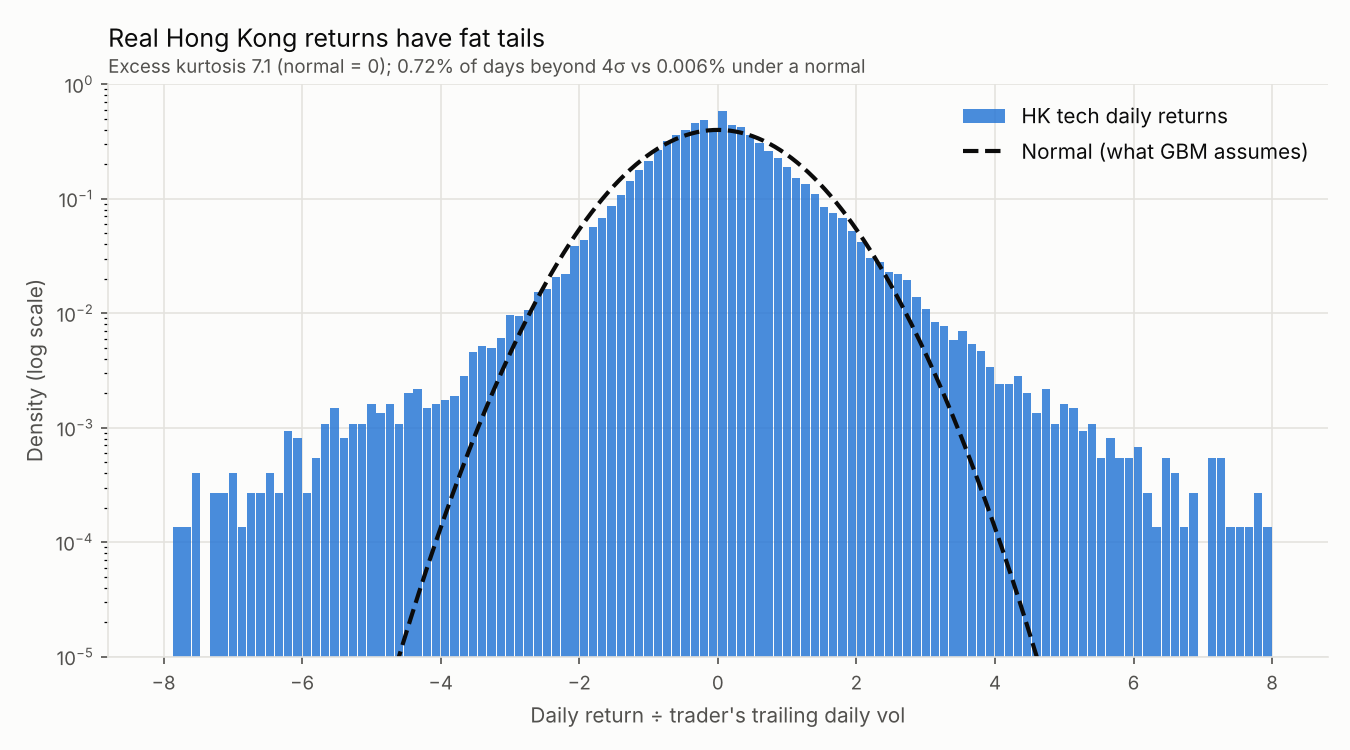 Real Hong Kong returns have fat tails
Excess kurtosis 7.1 (normal = 0); 0.72% of days beyond 4σ vs 0.006% under a normal
HK tech daily returns
Normal (what GBM assumes)
Density (log scale)
10⁰
10⁻¹
10⁻²
10⁻³
10⁻⁴
10⁻⁵
−8 −6 −4 −2 0 2 4 6 8
Daily return ÷ trader's trailing daily vol